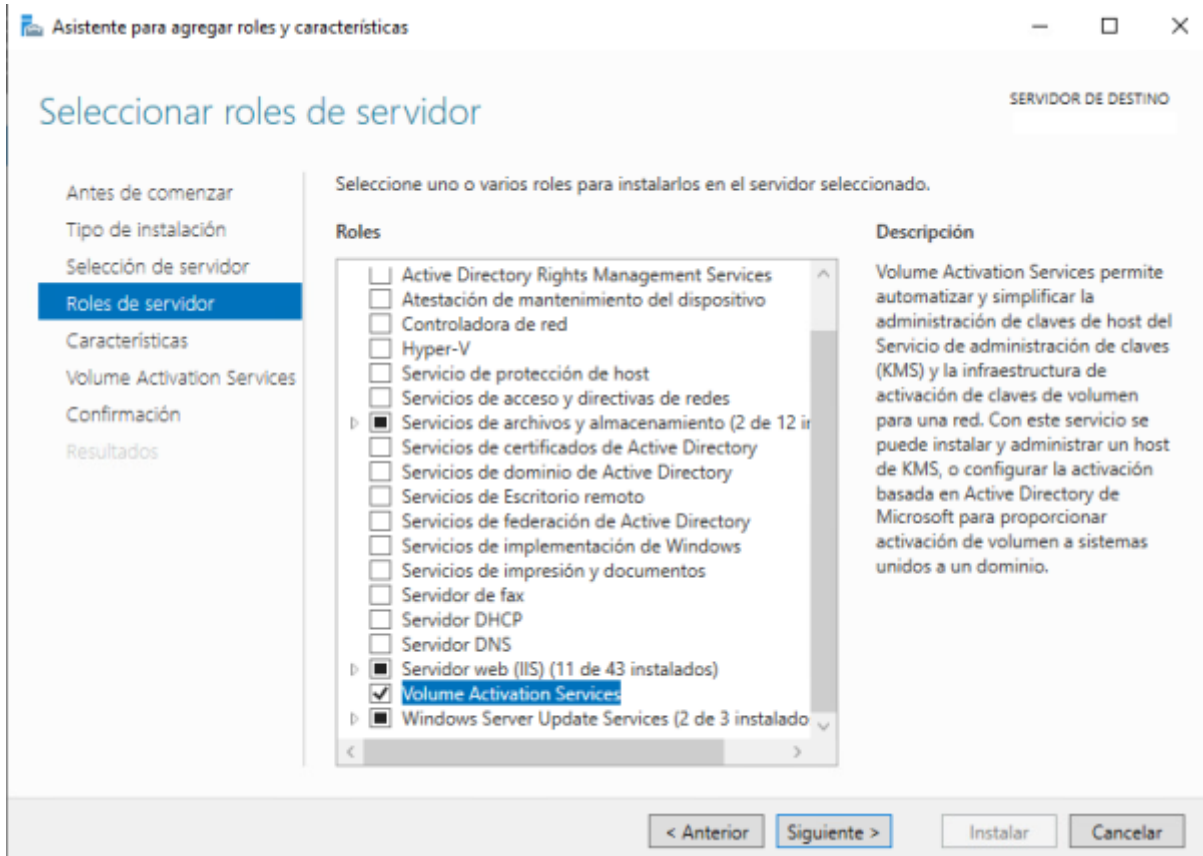 Asistente para agregar roles y características
Seleccionar roles de servidor
SERVIDOR DE DESTINO
Antes de comenzar
Tipo de instalación
Selección de servidor
Roles de servidor
Características
Volume Activation Services
Confirmación
Resultados
Seleccione uno o varios roles para instalarlos en el servidor seleccionado.
Roles
Active Directory Rights Management Services
Atestación de mantenimiento del dispositivo
Controladora de red
Hyper-V
Servicio de protección de host
Servicios de acceso y directivas de redes
Servicios de archivos y almacenamiento (2 de 12 in
Servicios de certificados de Active Directory
Servicios de dominio de Active Directory
Servicios de Escritorio remoto
Servicios de federación de Active Directory
Servicios de implementación de Windows
Servicios de impresión y documentos
Servidor de fax
Servidor DHCP
Servidor DNS
Servidor web (IIS) (11 de 43 instalados)
Volume Activation Services
Windows Server Update Services (2 de 3 instalado
Descripción
Volume Activation Services permite
automatizar y simplificar la
administración de claves de host del
Servicio de administración de claves
(KMS) y la infraestructura de
activación de claves de volumen
para una red. Con este servicio se
puede instalar y administrar un host
de KMS, o configurar la activación
basada en Active Directory de
Microsoft para proporcionar
activación de volumen a sistemas
unidos a un dominio.
< Anterior
Siguiente >
Instalar
Cancelar